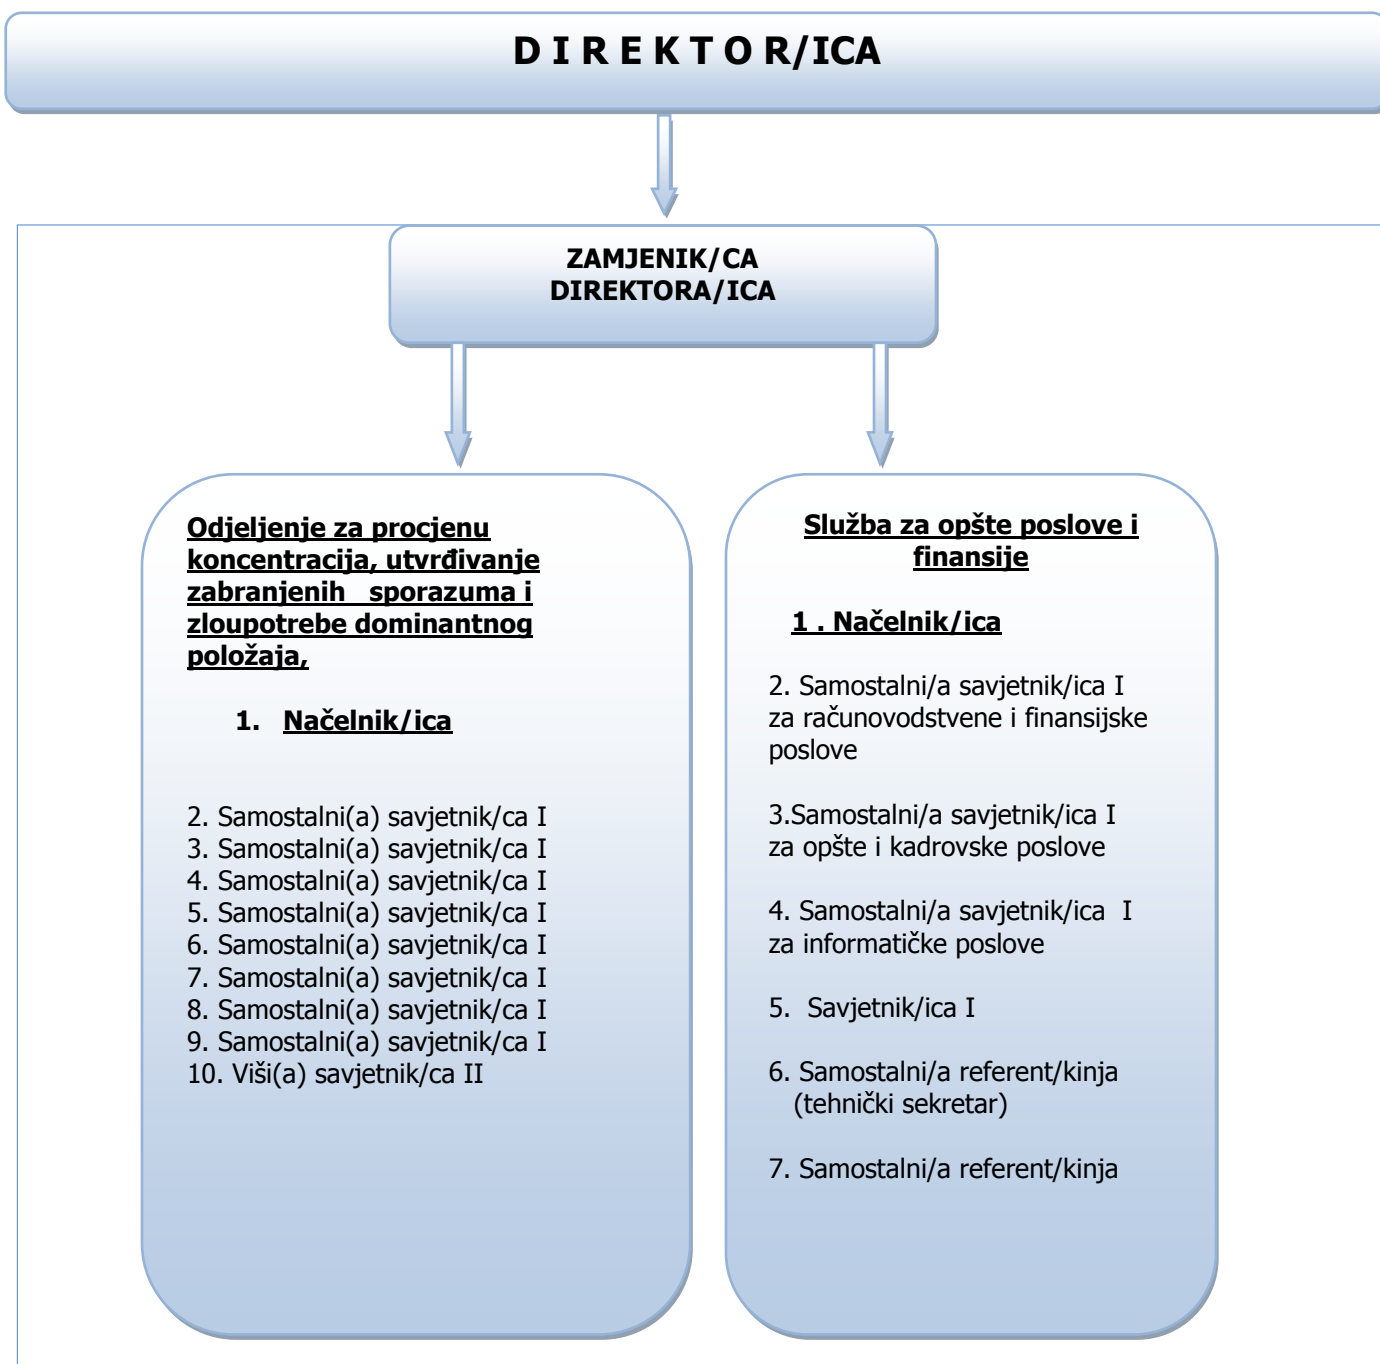 D I R E K T O R/ICA
ZAMJENIK/CA
DIREKTORA/ICA
Odjeljenje za procjenu
koncentracija, utvrđivanje
zabranjenih   sporazuma i
zloupotrebe dominantnog
položaja,
1.   Načelnik/ica
2. Samostalni(a) savjetnik/ca I
3. Samostalni(a) savjetnik/ca I
4. Samostalni(a) savjetnik/ca I
5. Samostalni(a) savjetnik/ca I
6. Samostalni(a) savjetnik/ca I
7. Samostalni(a) savjetnik/ca I
8. Samostalni(a) savjetnik/ca I
9. Samostalni(a) savjetnik/ca I
10. Viši(a) savjetnik/ca II
Služba za opšte poslove i
finansije
1 . Načelnik/ica
2. Samostalni/a savjetnik/ica I
za računovodstvene i finansijske
poslove
3.Samostalni/a savjetnik/ica I
za opšte i kadrovske poslove
4. Samostalni/a savjetnik/ica  I
za informatičke poslove
5.  Savjetnik/ica I
6. Samostalni/a referent/kinja
(tehnički sekretar)
7. Samostalni/a referent/kinja